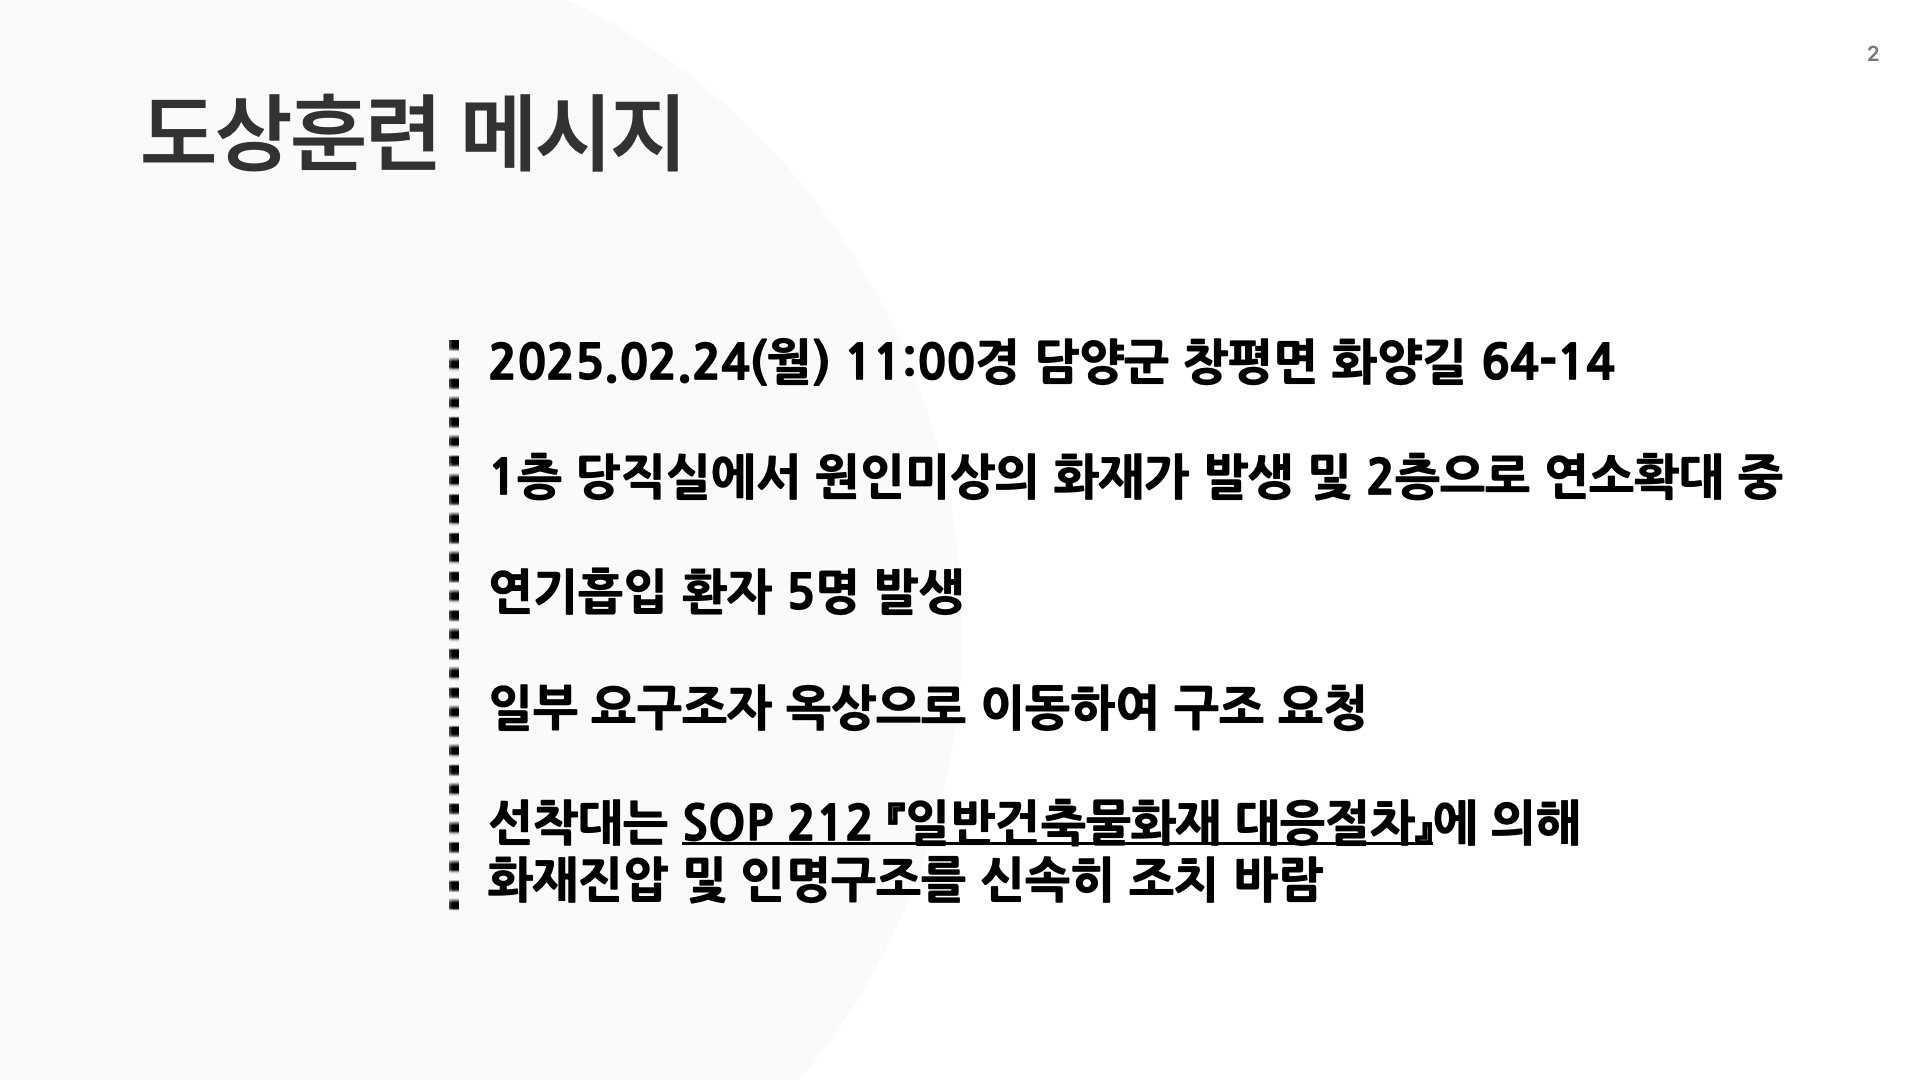 2
도상훈련 메시지
2025.02.24(월) 11:00경 담양군 창평면 화양길 64-14
1층 당직실에서 원인미상의 화재가 발생 및 2층으로 연소확대 중
연기흡입 환자 5명 발생
일부 요구조자 옥상으로 이동하여 구조 요청
선착대는 SOP 212 『일반건축물화재 대응절차』에 의해
화재진압 및 인명구조를 신속히 조치 바람